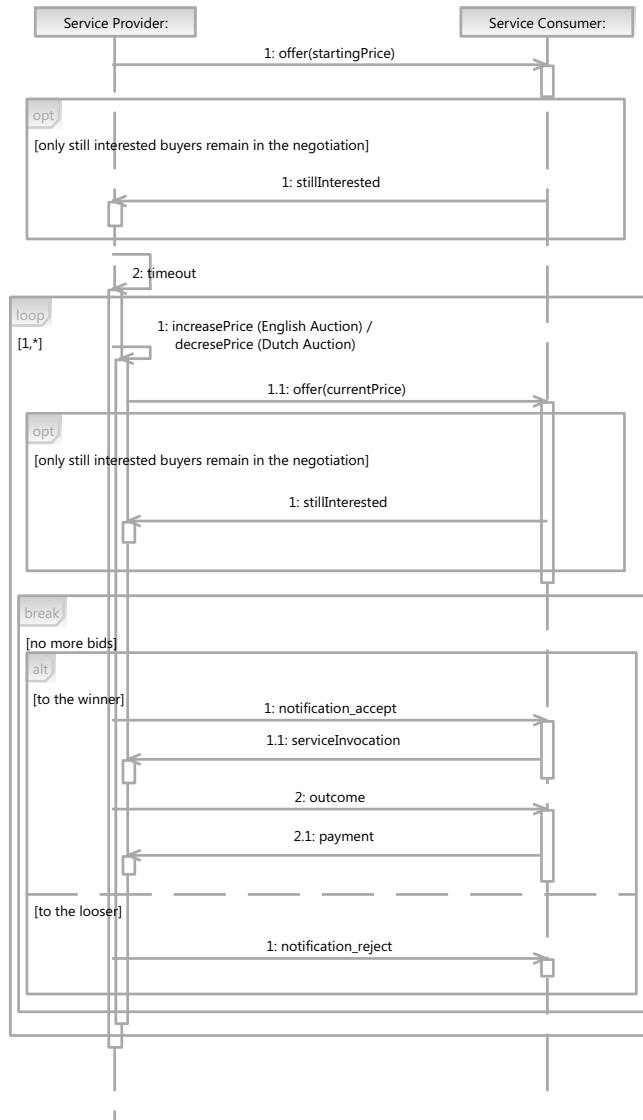 Service Provider:
Service Consumer:
1: offer(startingPrice)
opt
[only still interested buyers remain in the negotiation]
1: stillInterested
2: timeout
loop
1: increasePrice (English Auction) /
[1,*]
decresePrice (Dutch Auction)
1.1: offer(currentPrice)
opt
[only still interested buyers remain in the negotiation]
1: stillInterested
break
[no more bids]
alt
[to the winner]
1: notification_accept
1.1: serviceInvocation
2: outcome
2.1: payment
[to the looser]
1: notification_reject